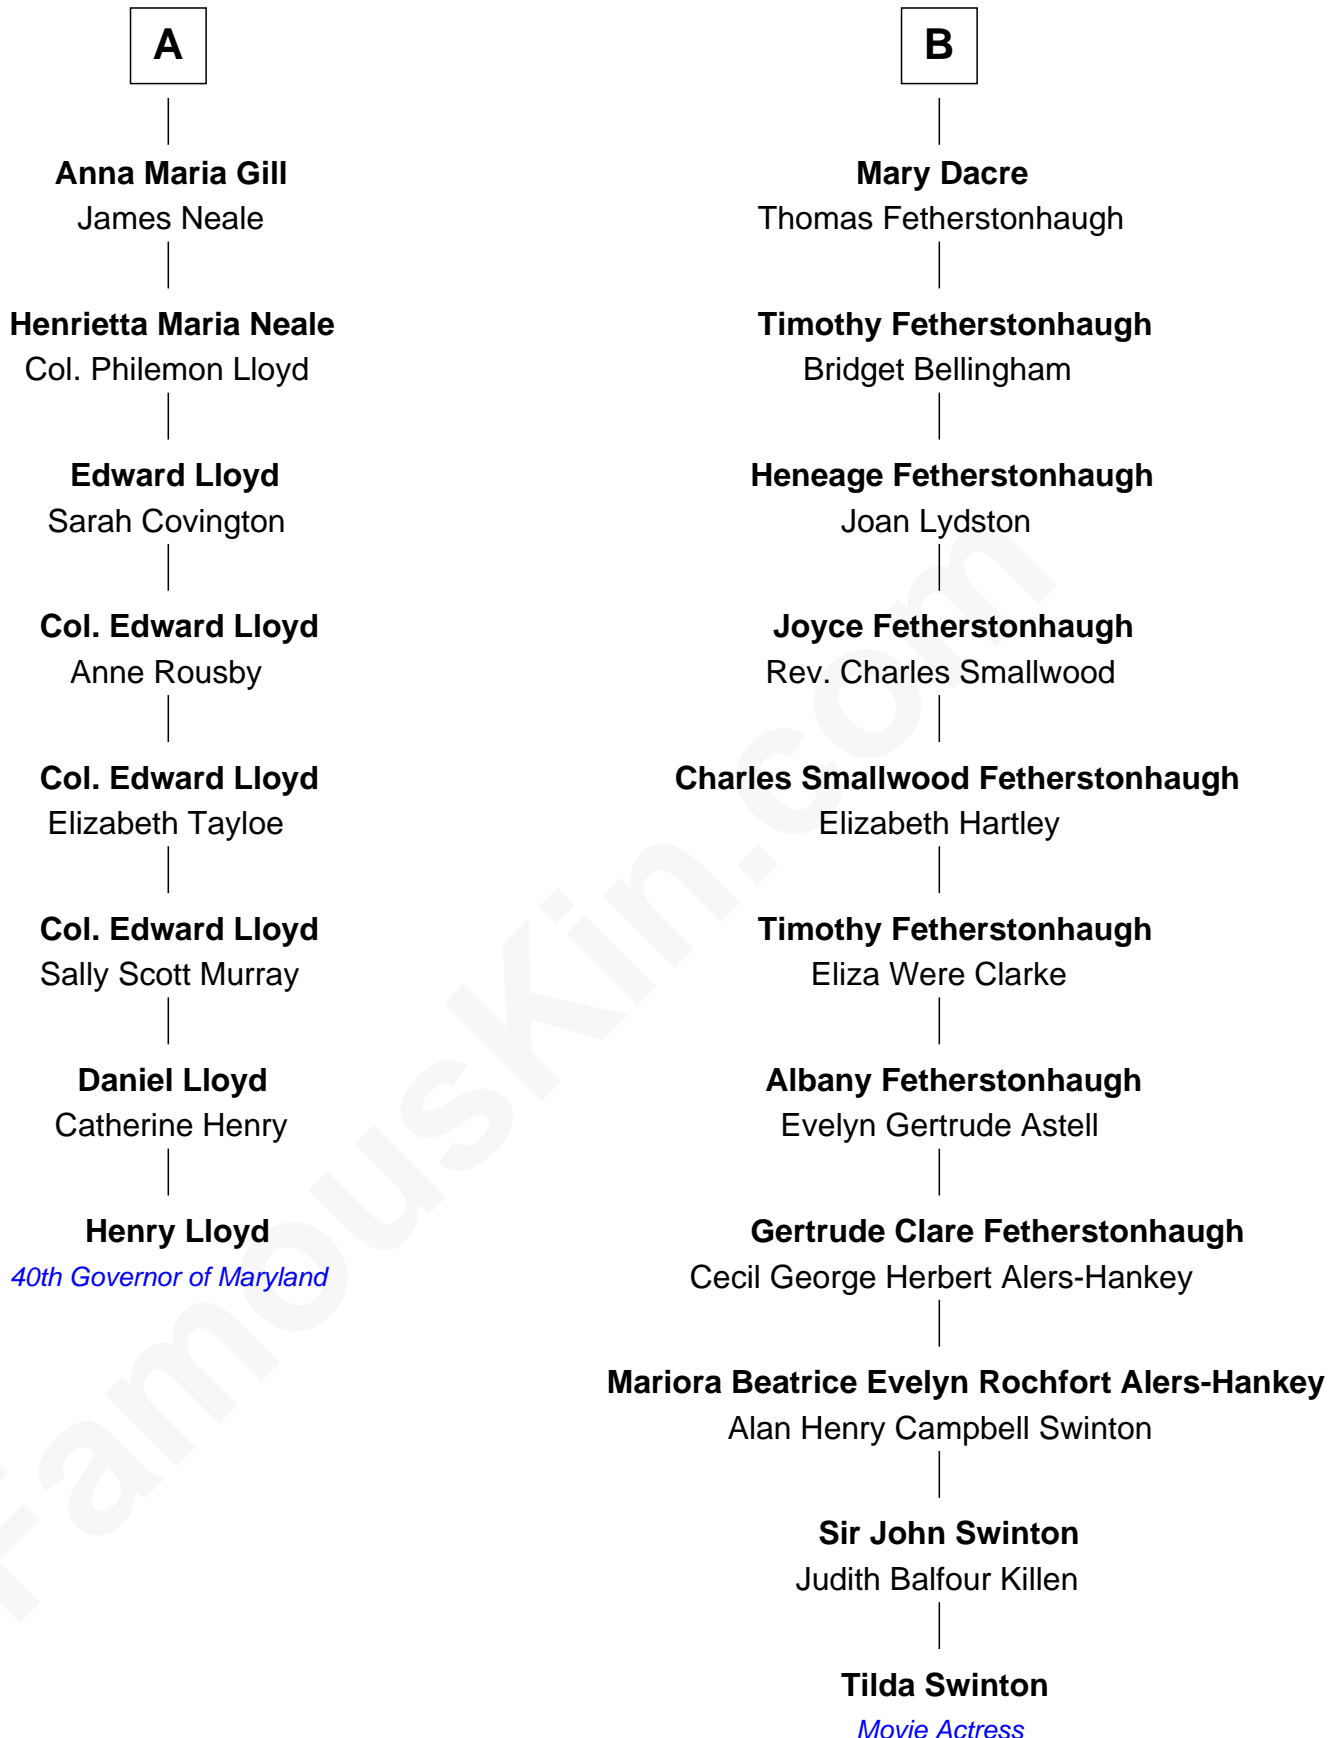 A
Anna Maria Gill
James Neale
Henrietta Maria Neale
Col. Philemon Lloyd
Edward Lloyd
Sarah Covington
Col. Edward Lloyd
Anne Rousby
Col. Edward Lloyd
Elizabeth Tayloe
Col. Edward Lloyd
Sally Scott Murray
Daniel Lloyd
Catherine Henry
Henry Lloyd
40th Governor of Maryland
B
Mary Dacre
Thomas Fetherstonhaugh
Timothy Fetherstonhaugh
Bridget Bellingham
Heneage Fetherstonhaugh
Joan Lydston
Joyce Fetherstonhaugh
Rev. Charles Smallwood
Charles Smallwood Fetherstonhaugh
Elizabeth Hartley
Timothy Fetherstonhaugh
Eliza Were Clarke
Albany Fetherstonhaugh
Evelyn Gertrude Astell
Gertrude Clare Fetherstonhaugh
Cecil George Herbert Alers-Hankey
Mariora Beatrice Evelyn Rochfort Alers-Hankey
Alan Henry Campbell Swinton
Sir John Swinton
Judith Balfour Killen
Tilda Swinton
Movie Actress
FamousKin.com